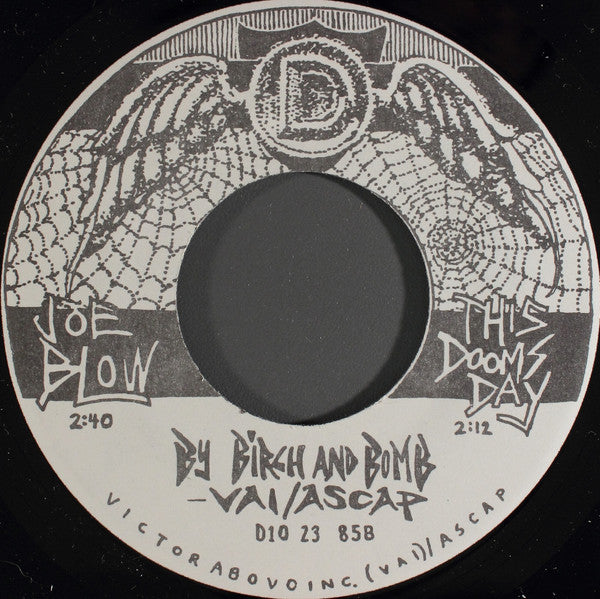 D
JOE
BLOW
2:40
THIS
DOOMS
DAY
2:12
BY BIRCH AND BOMB
-VAI/ASCAP
D10 23 85B
VICTOR ABOVO INC. (VAI)/ASCAP